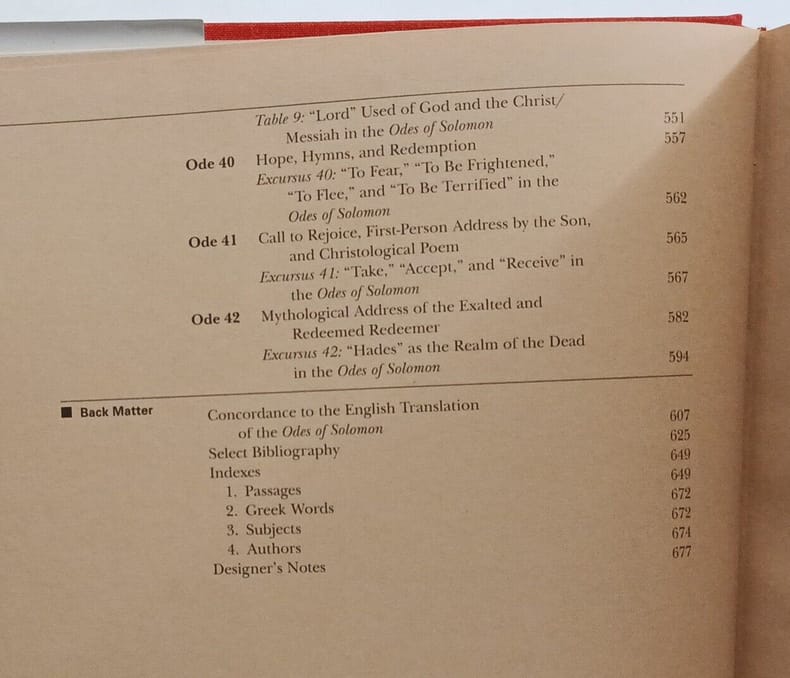 Table 9: “Lord” Used of God and the Christ/
Messiah in the Odes of Solomon 551
Ode 40 Hope, Hymns, and Redemption 557
Excursus 40: “To Fear,” “To Be Frightened,”
“To Flee,” and “To Be Terrified” in the
Odes of Solomon 562
Ode 41 Call to Rejoice, First-Person Address by the Son,
and Christological Poem 565
Excursus 41: “Take,” “Accept,” and “Receive” in
the Odes of Solomon 567
Ode 42 Mythological Address of the Exalted and
Redeemed Redeemer 582
Excursus 42: “Hades” as the Realm of the Dead
in the Odes of Solomon 594
■ Back Matter Concordance to the English Translation
of the Odes of Solomon 607
Select Bibliography 625
Indexes 649
1. Passages 649
2. Greek Words 672
3. Subjects 672
4. Authors 674
Designer’s Notes 677